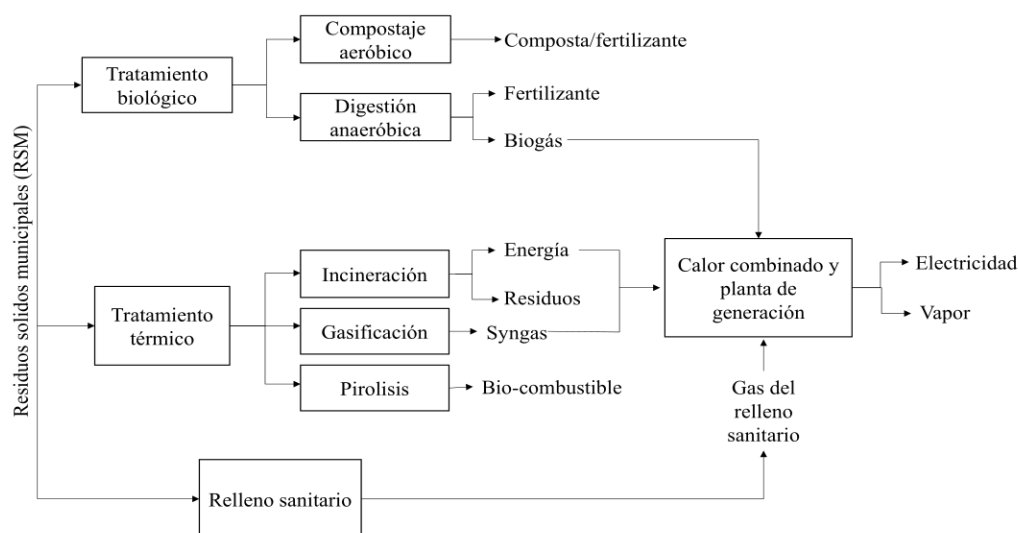 Residuos solidos municipales (RSM)
Tratamiento
biológico
Compostaje
aeróbico
Composta/fertilizante
Digestión
anaeróbica
Fertilizante
Biogás
Tratamiento
térmico
Incineración
Energía
Residuos
Gasificación
Syngas
Pirolisis
Bio-combustible
Calor combinado y
planta de
generación
Electricidad
Vapor
Gas del
relleno
sanitario
Relleno sanitario